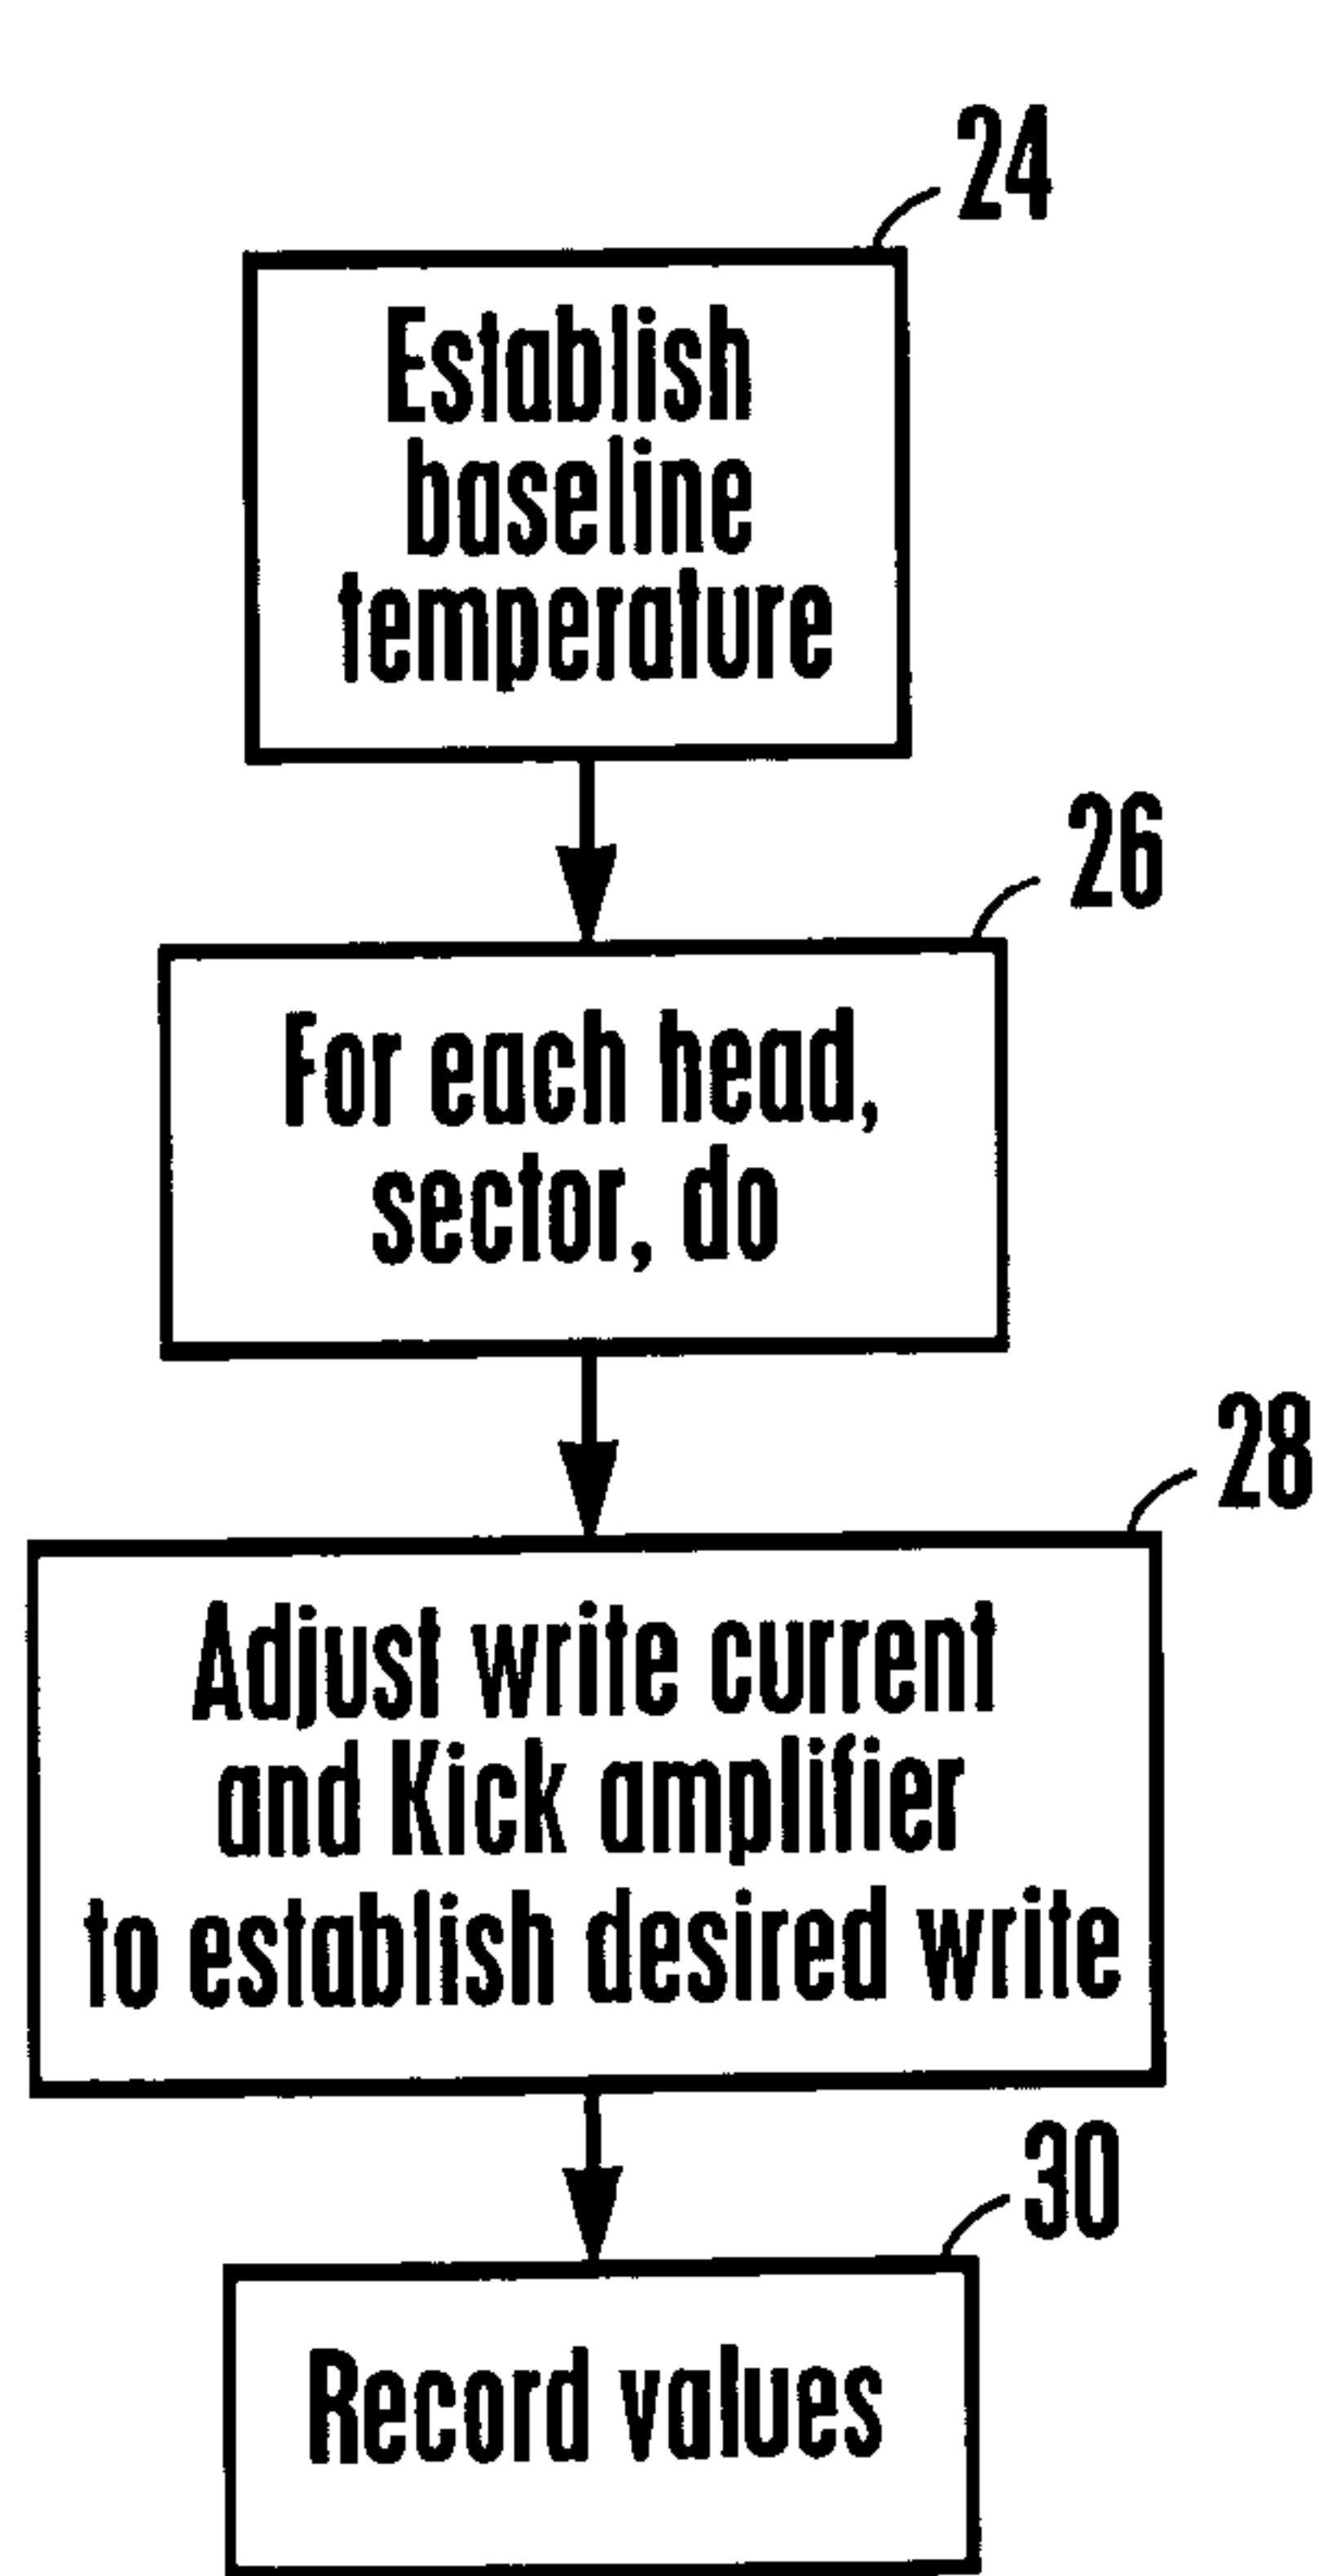 24
Establish
baseline
temperature
26
For each head,
sector, do
28
Adjust write current
and Kick amplifier
to establish desired write
30
Record values